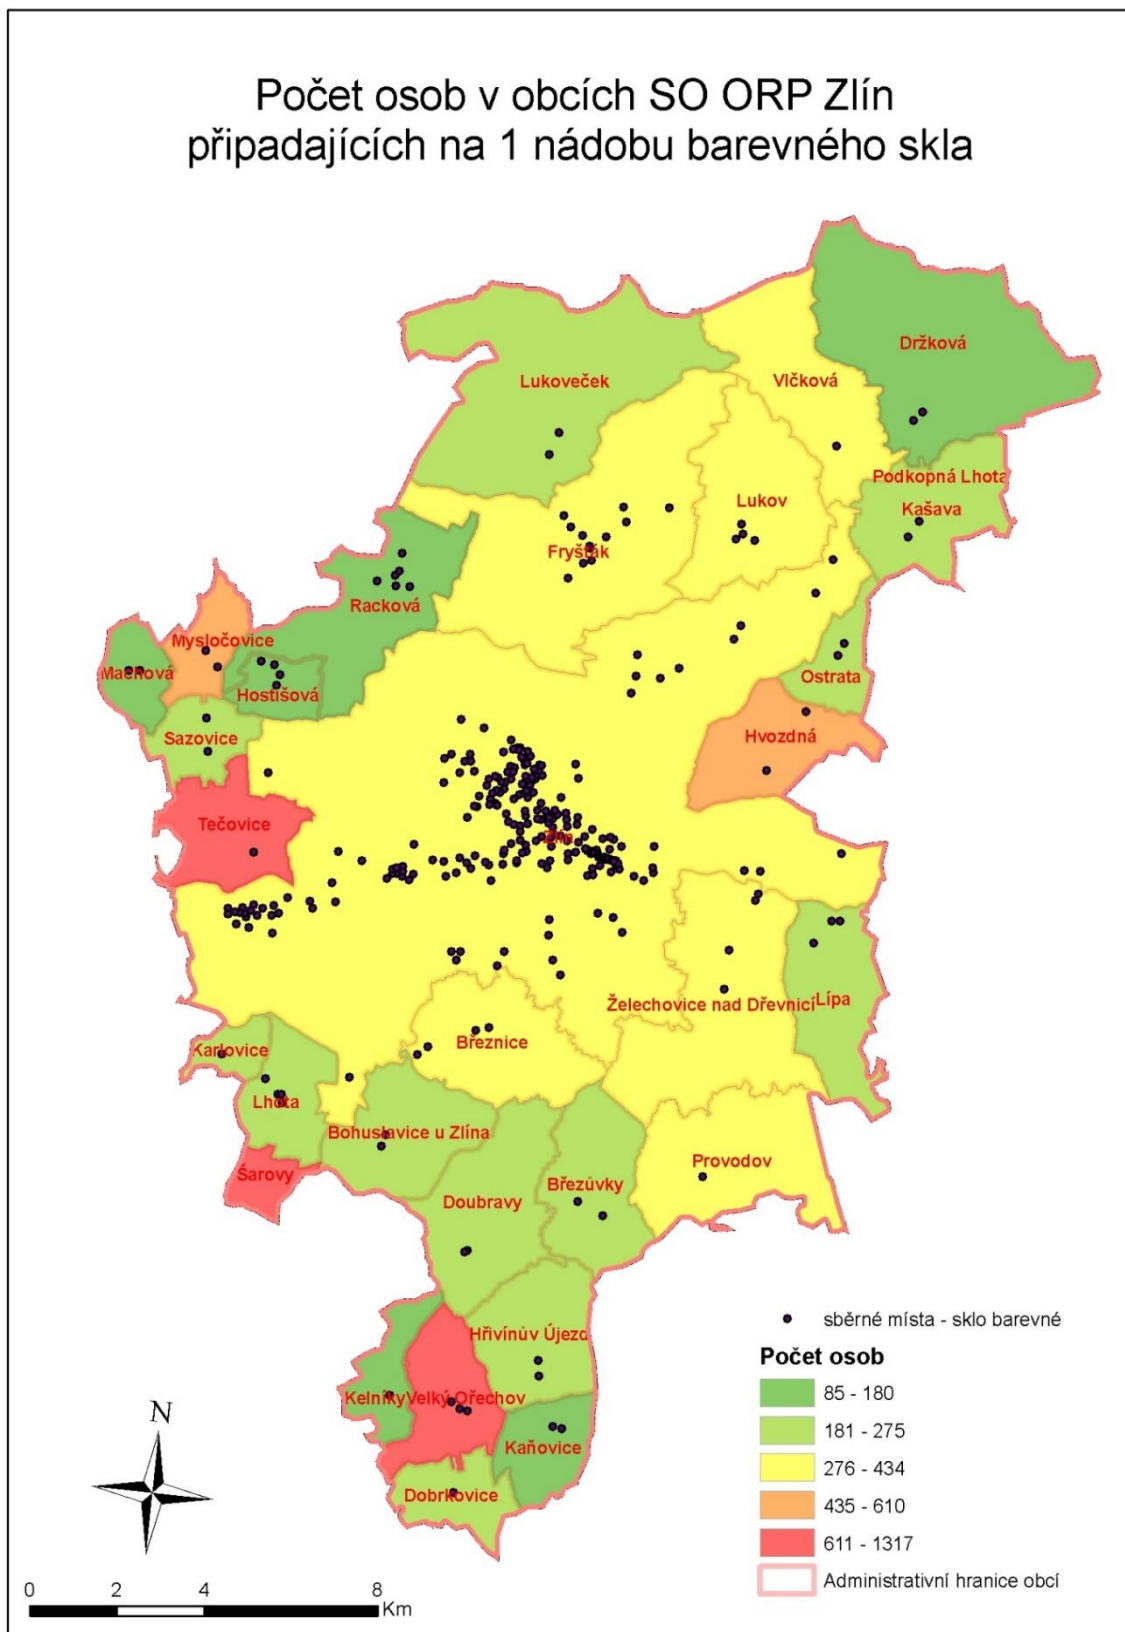 Počet osob v obcích SO ORP Zlín
připadajících na 1 nádobu barevného skla
Držková
Vlčková
Lukoveček
Podkopná Lhota
Kašava
Lukov
Fryšták
Racková
Mysločovice
Machová
Hostišová
Ostrata
Sazovice
Hvozdná
Tečovice
Zlín
Želechovice nad Dřevnicí
Lípa
Březnice
Karlovice
Lhota
Bohuslavice u Zlína
Provodov
Šarovy
Březůvky
Doubravy
Hřivínův Újezd
Kelníky
Velký Ořechov
Kaňovice
Dobrkovice
sběrné místa - sklo barevné
Počet osob
85 - 180
181 - 275
276 - 434
435 - 610
611 - 1317
Administrativní hranice obcí
N
0 2 4 8
Km